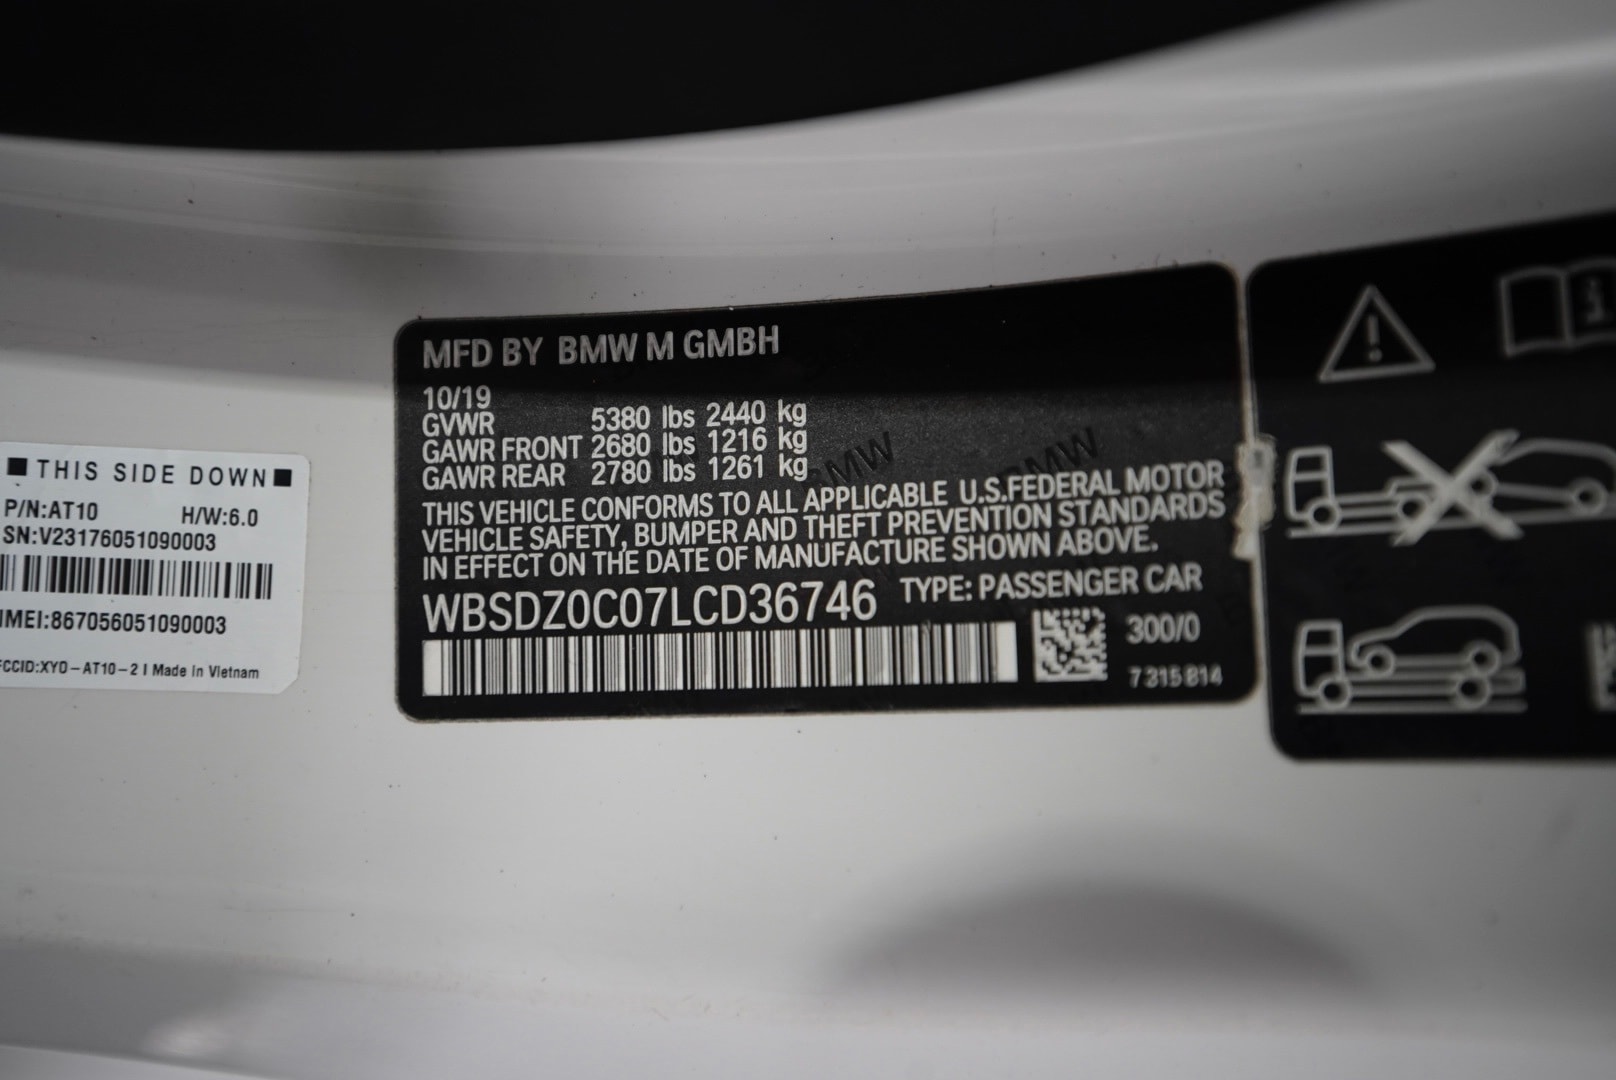 THIS SIDE DOWN
P/N:AT10 H/W:6.0
SN:V23176051090003
IMEI:867056051090003
FCCID:XYO-AT10-2 I Made In Vietnam
MFD BY BMW M GMBH
10/19
GVWR 5380 lbs 2440 kg
GAWR FRONT 2680 lbs 1216 kg
GAWR REAR 2780 lbs 1261 kg
THIS VEHICLE CONFORMS TO ALL APPLICABLE U.S.FEDERAL MOTOR
VEHICLE SAFETY, BUMPER AND THEFT PREVENTION STANDARDS
IN EFFECT ON THE DATE OF MANUFACTURE SHOWN ABOVE.
WBSDZ0C07LCD36746 TYPE: PASSENGER CAR
300/0
7 315 814
BMW
BMW